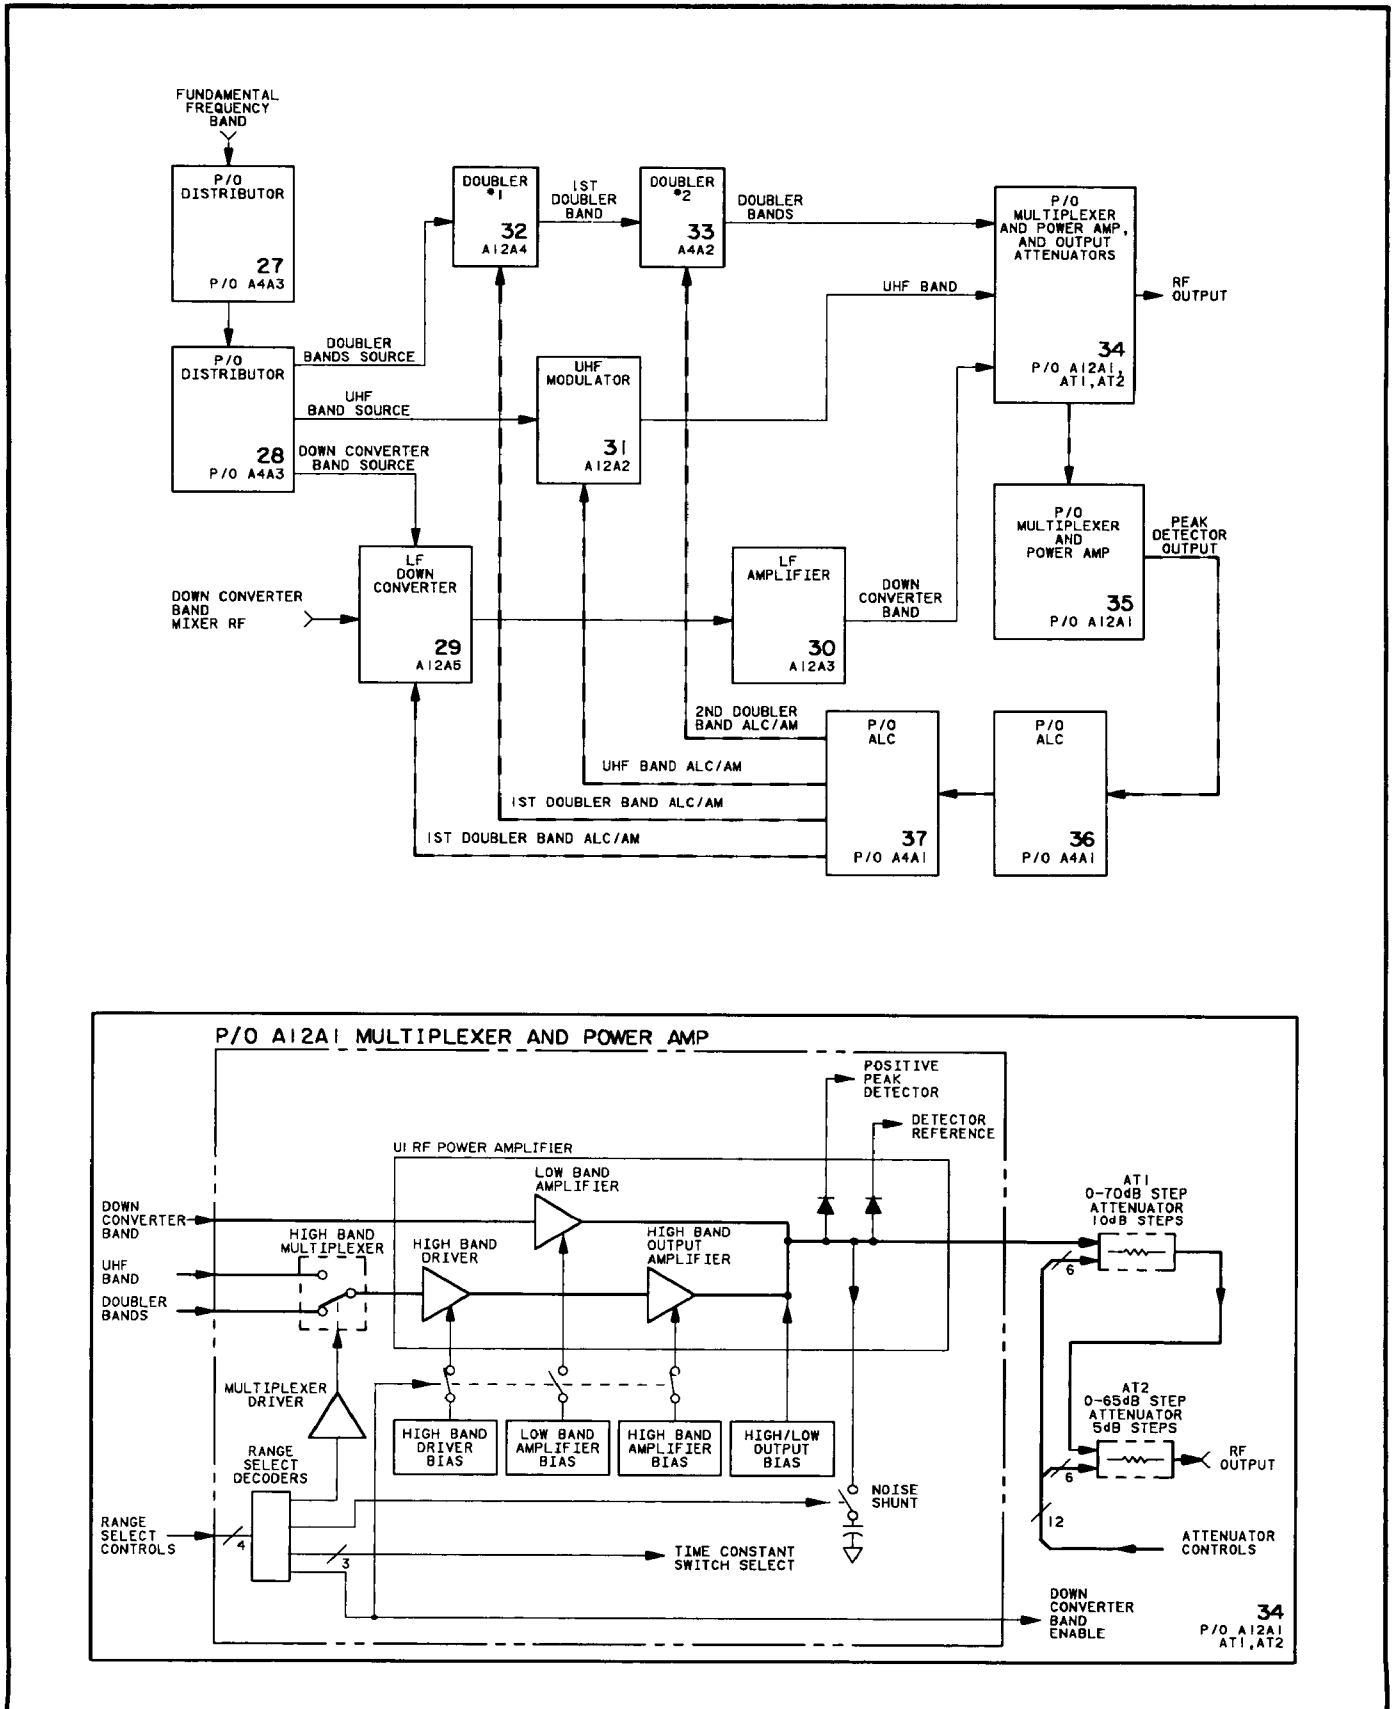 FUNDAMENTAL
FREQUENCY
BAND
P/O
DISTRIBUTOR
27
P/O A4A3
P/O
DISTRIBUTOR
28
P/O A4A3
DOUBLER
BANDS SOURCE
UHF
BAND SOURCE
DOWN CONVERTER
BAND SOURCE
DOUBLER
*1
32
A12A4
1ST
DOUBLER
BAND
DOUBLER
*2
33
A4A2
DOUBLER
BANDS
UHF
MODULATOR
31
A12A2
UHF BAND
P/O
MULTIPLEXER
AND POWER AMP,
AND OUTPUT
ATTENUATORS
34
P/O A12A1,
AT1,AT2
RF
OUTPUT
DOWN CONVERTER
BAND
MIXER RF
LF
DOWN
CONVERTER
29
A12A5
LF
AMPLIFIER
30
A12A3
DOWN
CONVERTER
BAND
P/O
MULTIPLEXER
AND
POWER AMP
35
P/O A12A1
PEAK
DETECTOR
OUTPUT
2ND DOUBLER
BAND ALC/AM
UHF BAND ALC/AM
1ST DOUBLER BAND ALC/AM
1ST DOUBLER BAND ALC/AM
P/O
ALC
37
P/O A4A1
P/O
ALC
36
P/O A4A1
P/O A12A1 MULTIPLEXER AND POWER AMP
POSITIVE
PEAK
DETECTOR
DETECTOR
REFERENCE
U1 RF POWER AMPLIFIER
LOW BAND
AMPLIFIER
DOWN
CONVERTER
BAND
HIGH BAND
MULTIPLEXER
HIGH BAND
DRIVER
HIGH BAND
OUTPUT
AMPLIFIER
UHF
BAND
DOUBLER
BANDS
AT1
0-70dB STEP
ATTENUATOR
10dB STEPS
6
MULTIPLEXER
DRIVER
HIGH BAND
DRIVER
BIAS
LOW BAND
AMPLIFIER
BIAS
HIGH BAND
AMPLIFIER
BIAS
HIGH/LOW
OUTPUT
BIAS
AT2
0-65dB STEP
ATTENUATOR
5dB STEPS
6
RF
OUTPUT
RANGE
SELECT
DECODERS
NOISE
SHUNT
RANGE
SELECT
CONTROLS
4
3
TIME CONSTANT
SWITCH SELECT
12
ATTENUATOR
CONTROLS
DOWN
CONVERTER
BAND
ENABLE
34
P/O A12A1
AT1,AT2